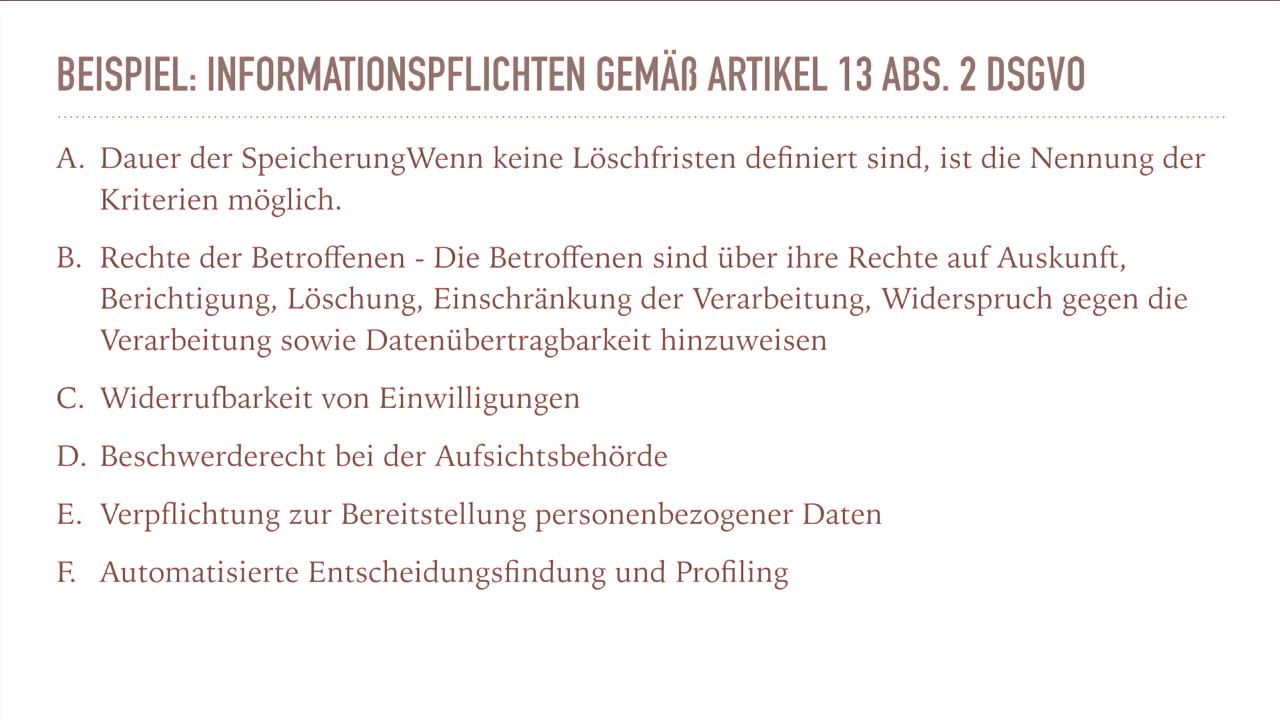 BEISPIEL: INFORMATIONSPFLICHTEN GEMÄß ARTIKEL 13 ABS. 2 DSGVO
A. Dauer der SpeicherungWenn keine Löschfristen definiert sind, ist die Nennung der
Kriterien möglich.
B. Rechte der Betroffenen - Die Betroffenen sind über ihre Rechte auf Auskunft,
Berichtigung, Löschung, Einschränkung der Verarbeitung, Widerspruch gegen die
Verarbeitung sowie Datenübertragbarkeit hinzuweisen
C. Widerrufbarkeit von Einwilligungen
D. Beschwerderecht bei der Aufsichtsbehörde
E. Verpflichtung zur Bereitstellung personenbezogener Daten
F. Automatisierte Entscheidungsfindung und Profiling